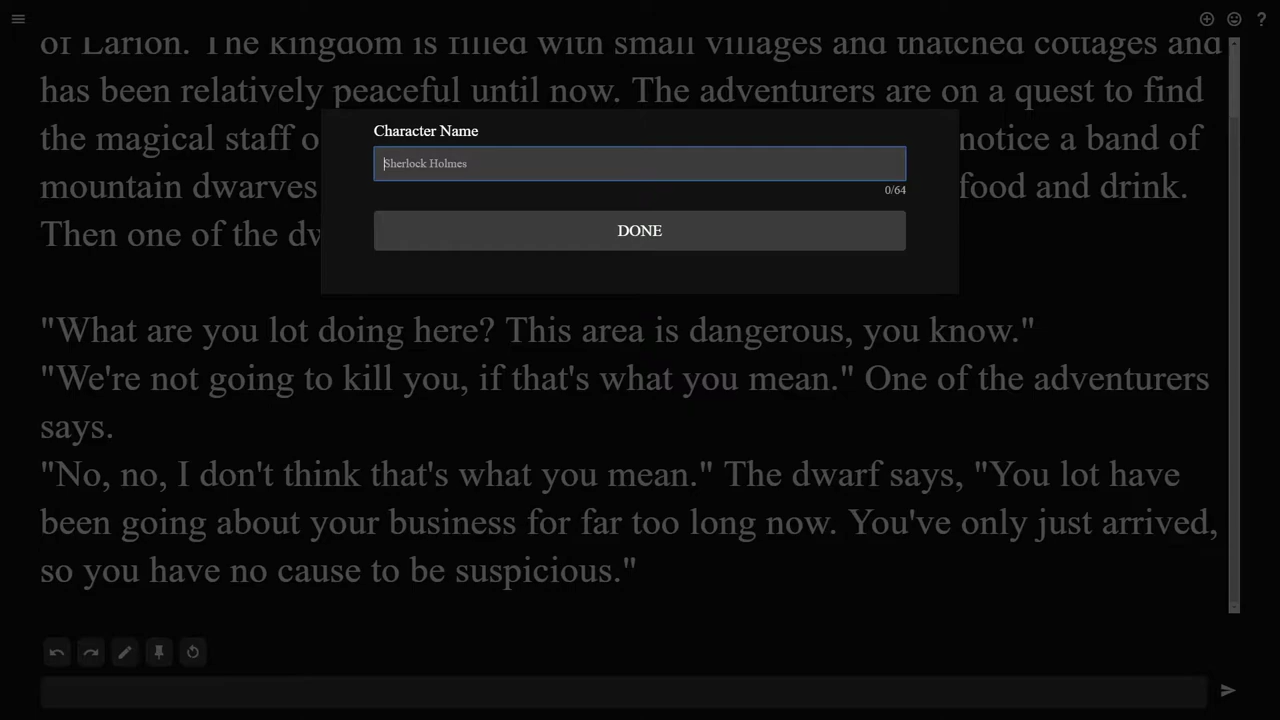 of Larion. The kingdom is filled with small villages and thatched cottages and
has been relatively peaceful until now. The adventurers are on a quest to find
the magical staff o notice a band of
mountain dwarves food and drink.
Then one of the dw
Character Name
Sherlock Holmes
0/64
DONE
"What are you lot doing here? This area is dangerous, you know."
"We're not going to kill you, if that's what you mean." One of the adventurers
says.
"No, no, I don't think that's what you mean." The dwarf says, "You lot have
been going about your business for far too long now. You've only just arrived,
so you have no cause to be suspicious."